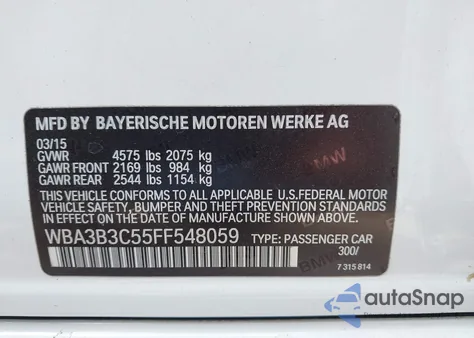 MFD BY BAYERISCHE MOTOREN WERKE AG
03/15
GVWR 4575 lbs 2075 kg
GAWR FRONT 2169 lbs 984 kg
GAWR REAR 2544 lbs 1154 kg
THIS VEHICLE CONFORMS TO ALL APPLICABLE U.S.FEDERAL MOTOR
VEHICLE SAFETY, BUMPER AND THEFT PREVENTION STANDARDS
IN EFFECT ON THE DATE OF MANUFACTURE SHOWN ABOVE.
WBA3B3C55FF548059 TYPE: PASSENGER CAR
300/
7 315 814
BMW
BMW
autoSnap